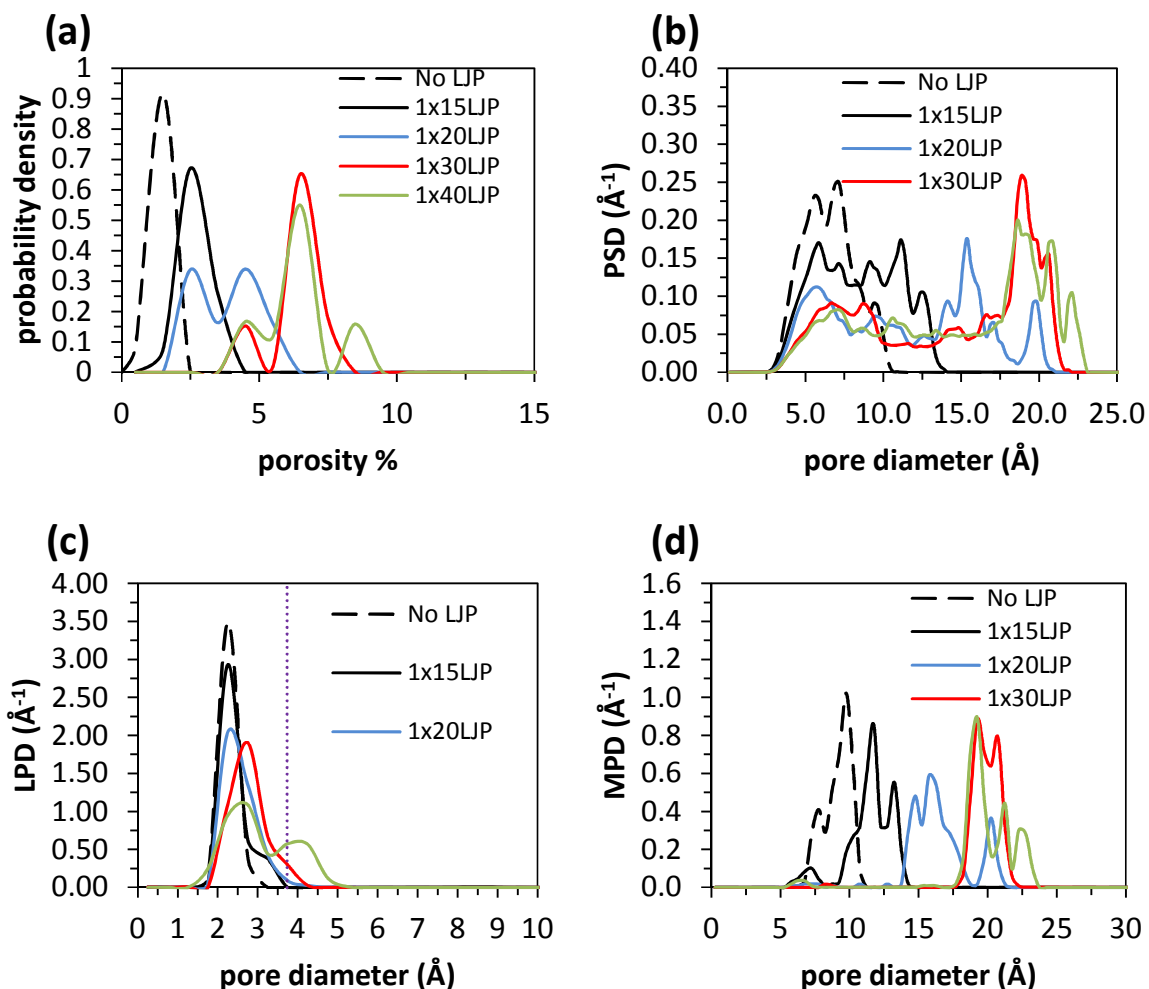 (a)
1
0.9
0.8
0.7
0.6
0.5
0.4
0.3
0.2
0.1
0
probability density
No LJP
1x15LJP
1x20LJP
1x30LJP
1x40LJP
0 5 10 15
porosity %
(b)
0.40
0.35
0.30
0.25
0.20
0.15
0.10
0.05
0.00
PSD (Å-1)
No LJP
1x15LJP
1x20LJP
1x30LJP
0.0 5.0 10.0 15.0 20.0 25.0
pore diameter (Å)
(c)
4.00
3.50
3.00
2.50
2.00
1.50
1.00
0.50
0.00
LPD (Å-1)
No LJP
1x15LJP
1x20LJP
0 1 2 3 4 5 6 7 8 9 10
pore diameter (Å)
(d)
1.6
1.4
1.2
1.0
0.8
0.6
0.4
0.2
0.0
MPD (Å-1)
No LJP
1x15LJP
1x20LJP
1x30LJP
0 5 10 15 20 25 30
pore diameter (Å)